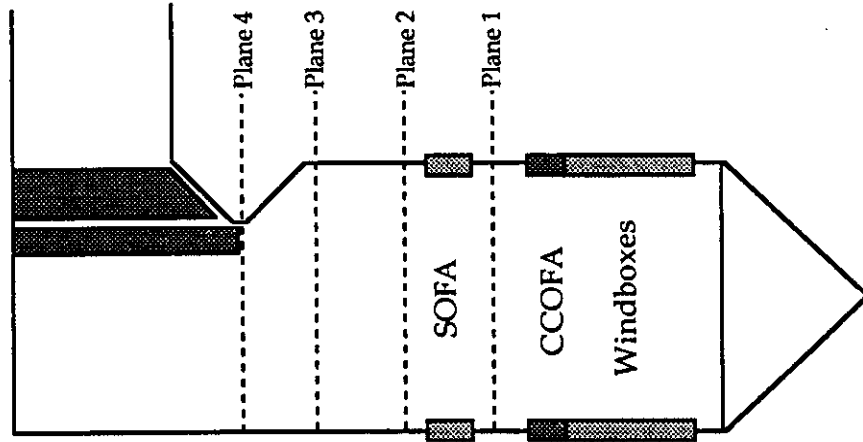 Plane 4
Plane 3
Plane 2
Plane 1
SOFA
CCOFA
Windboxes